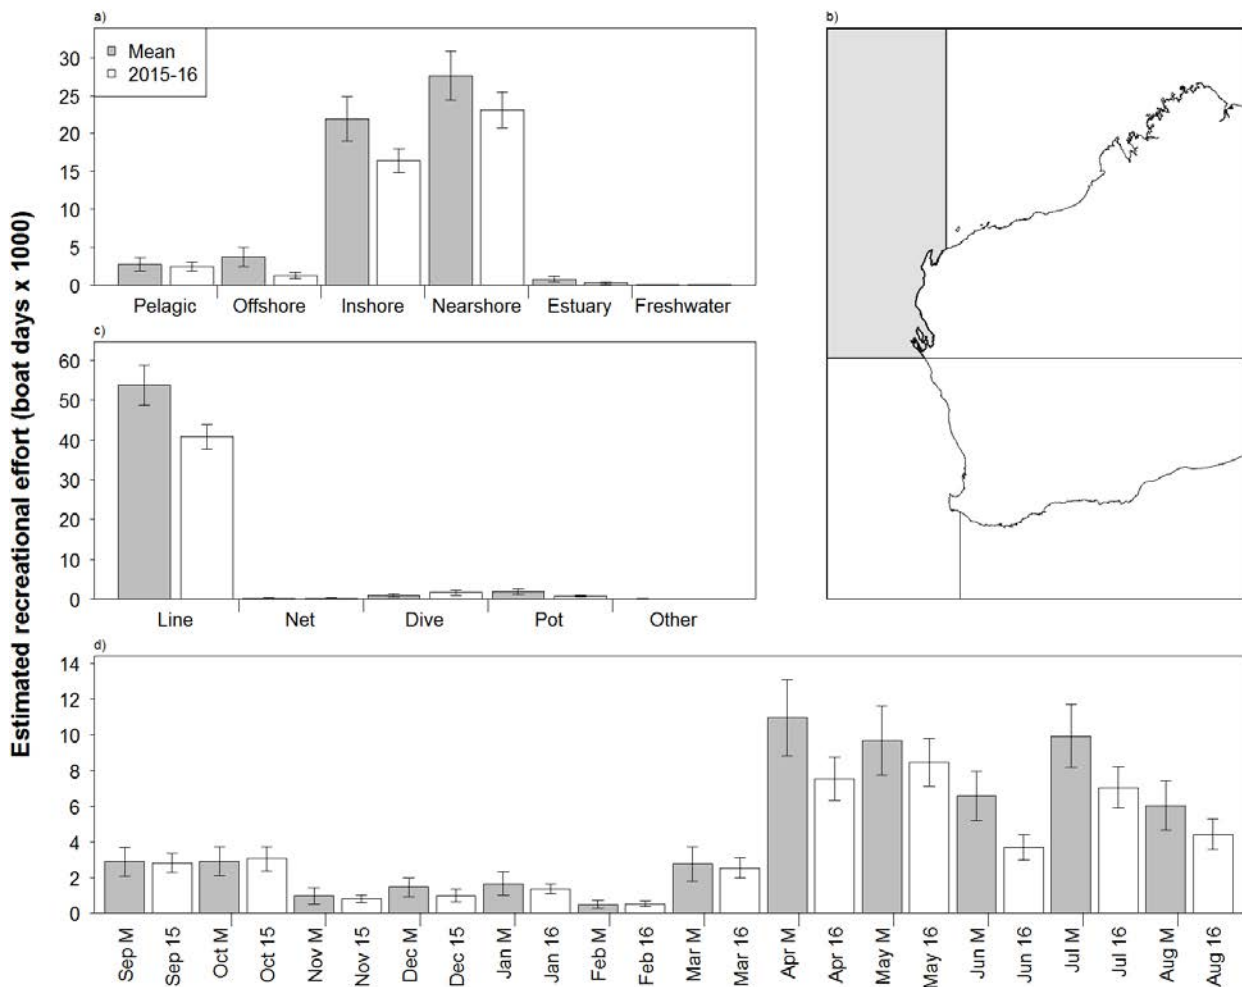 a)
b)
30
25
20
15
10
5
0
Mean
2015-16
Pelagic Offshore Inshore Nearshore Estuary Freshwater
Estimated recreational effort (boat days x 1000)
c)
60
50
40
30
20
10
0
Line Net Dive Pot Other
d)
14
12
10
8
6
4
2
0
Sep M
Sep 15
Oct M
Oct 15
Nov M
Nov 15
Dec M
Dec 15
Jan M
Jan 16
Feb M
Feb 16
Mar M
Mar 16
Apr M
Apr 16
May M
May 16
Jun M
Jun 16
Jul M
Jul 16
Aug M
Aug 16